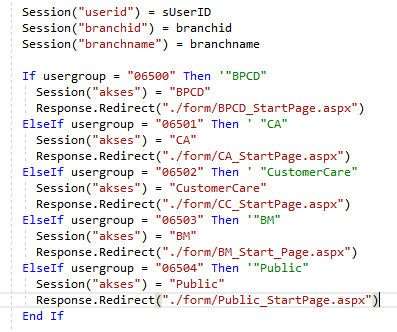 Session("userid") = sUserID
Session("branchid") = branchid
Session("branchname") = branchname
If usergroup = "06500" Then '"BPCD"
Session("akses") = "BPCD"
Response.Redirect("./form/BPCD_StartPage.aspx")
ElseIf usergroup = "06501" Then ' "CA"
Session("akses") = "CA"
Response.Redirect("./form/CA_StartPage.aspx")
ElseIf usergroup = "06502" Then ' "CustomerCare"
Session("akses") = "CustomerCare"
Response.Redirect("./form/CC_StartPage.aspx")
ElseIf usergroup = "06503" Then '"BM"
Session("akses") = "BM"
Response.Redirect("./form/BM_Start_Page.aspx")
ElseIf usergroup = "06504" Then '"Public"
Session("akses") = "Public"
Response.Redirect("./form/Public_StartPage.aspx")
End If